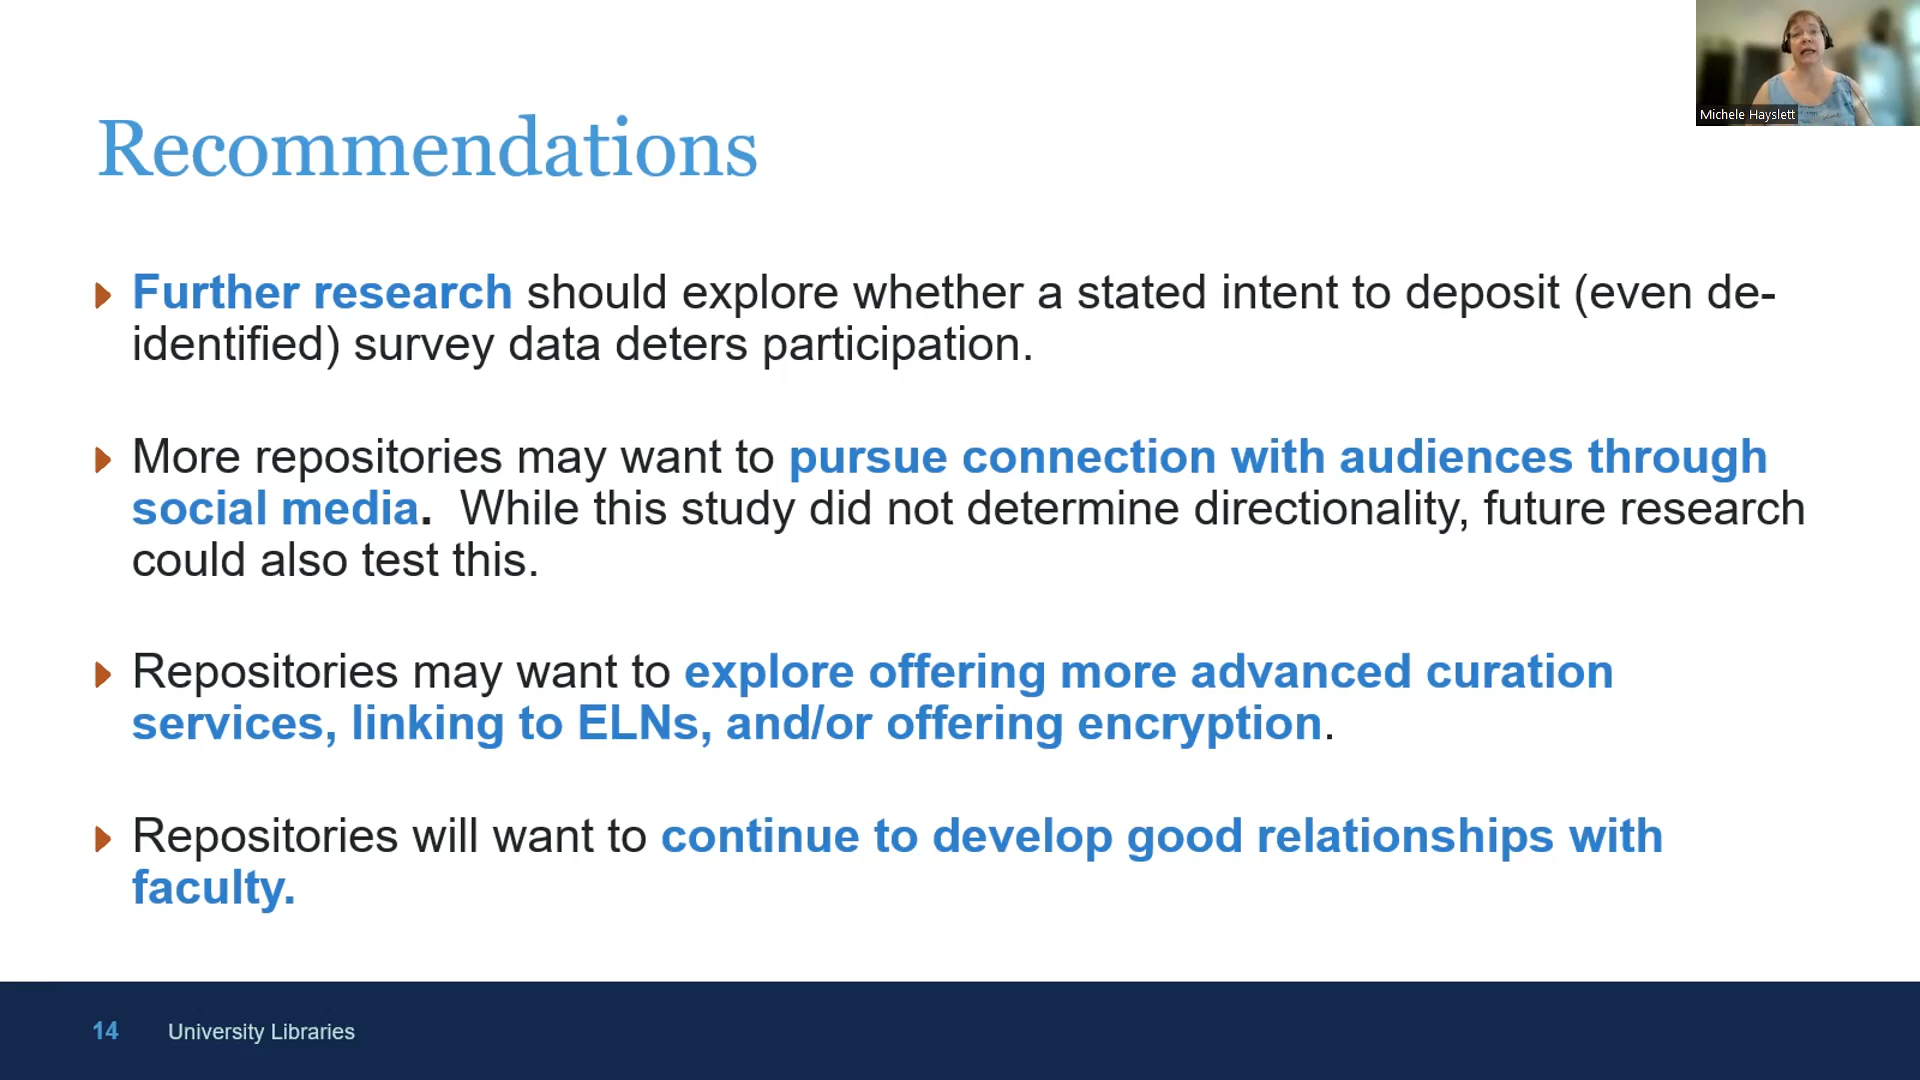 Michele Hayslett
Recommendations
Further research should explore whether a stated intent to deposit (even de-
identified) survey data deters participation.
More repositories may want to pursue connection with audiences through
social media.  While this study did not determine directionality, future research
could also test this.
Repositories may want to explore offering more advanced curation
services, linking to ELNs, and/or offering encryption.
Repositories will want to continue to develop good relationships with
faculty.
14 University Libraries